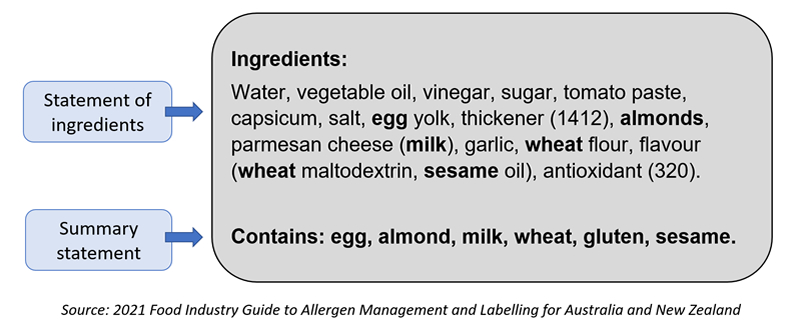 Statement of
ingredients
Ingredients:
Water, vegetable oil, vinegar, sugar, tomato paste,
capsicum, salt, egg yolk, thickener (1412), almonds,
parmesan cheese (milk), garlic, wheat flour, flavour
(wheat maltodextrin, sesame oil), antioxidant (320).
Summary
statement
Contains: egg, almond, milk, wheat, gluten, sesame.
Source: 2021 Food Industry Guide to Allergen Management and Labelling for Australia and New Zealand